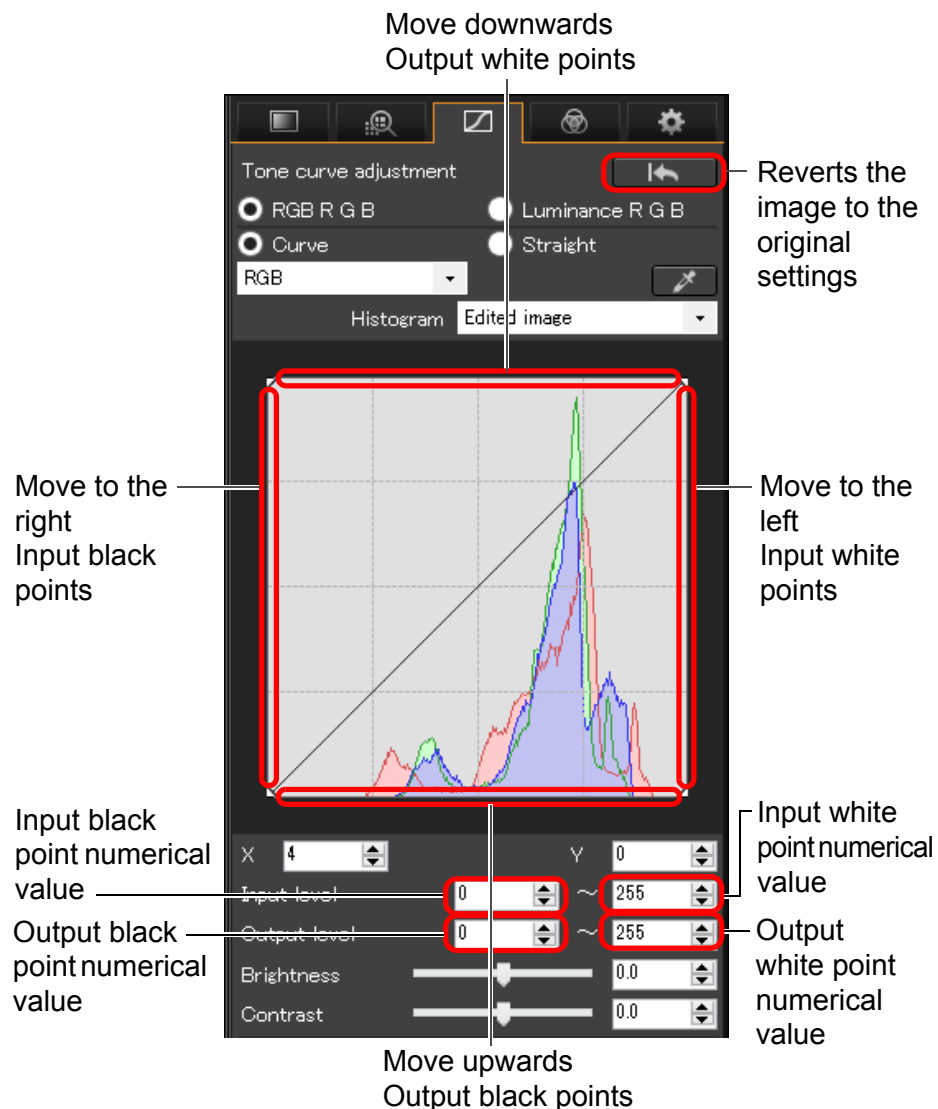 Move downwards
Output white points
Tone curve adjustment
Reverts the
image to the
original
settings
RGB R G B
Luminance R G B
Curve
Straight
RGB
Histogram
Edited image
Move to the
right
Input black
points
Move to the
left
Input white
points
Input black
point numerical
value
Input white
point numerical
value
X
4
Y
0
Input level
0
~
255
Output black
point numerical
value
Output level
0
~
255
Output
white point
numerical
value
Brightness
0.0
Contrast
0.0
Move upwards
Output black points